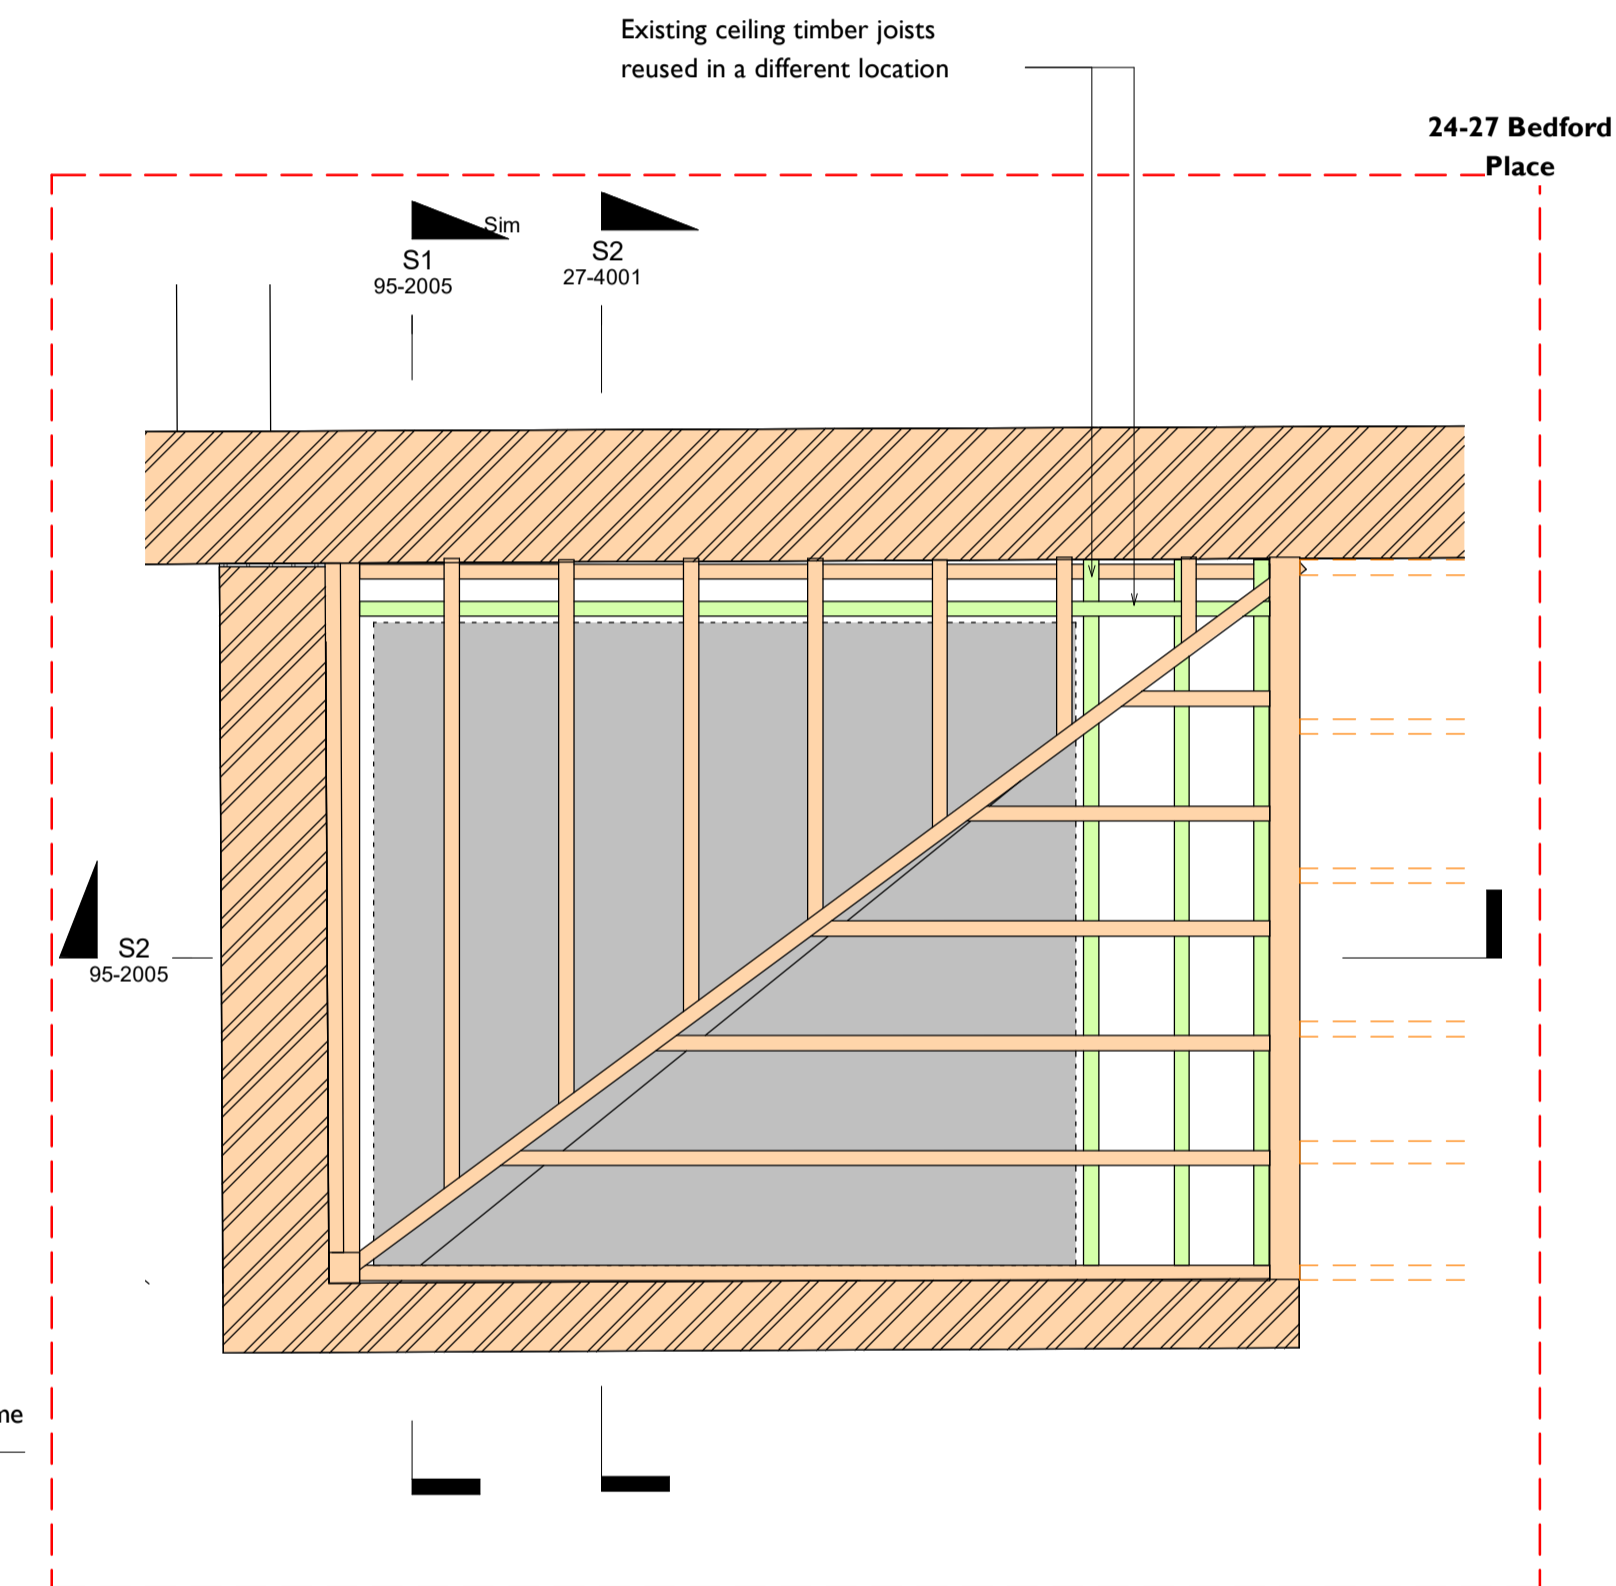 Existing ceiling timber joists
reused in a different location
24-27 Bedford
Place
Sim
S1
95-2005
S2
27-4001
S2
95-2005